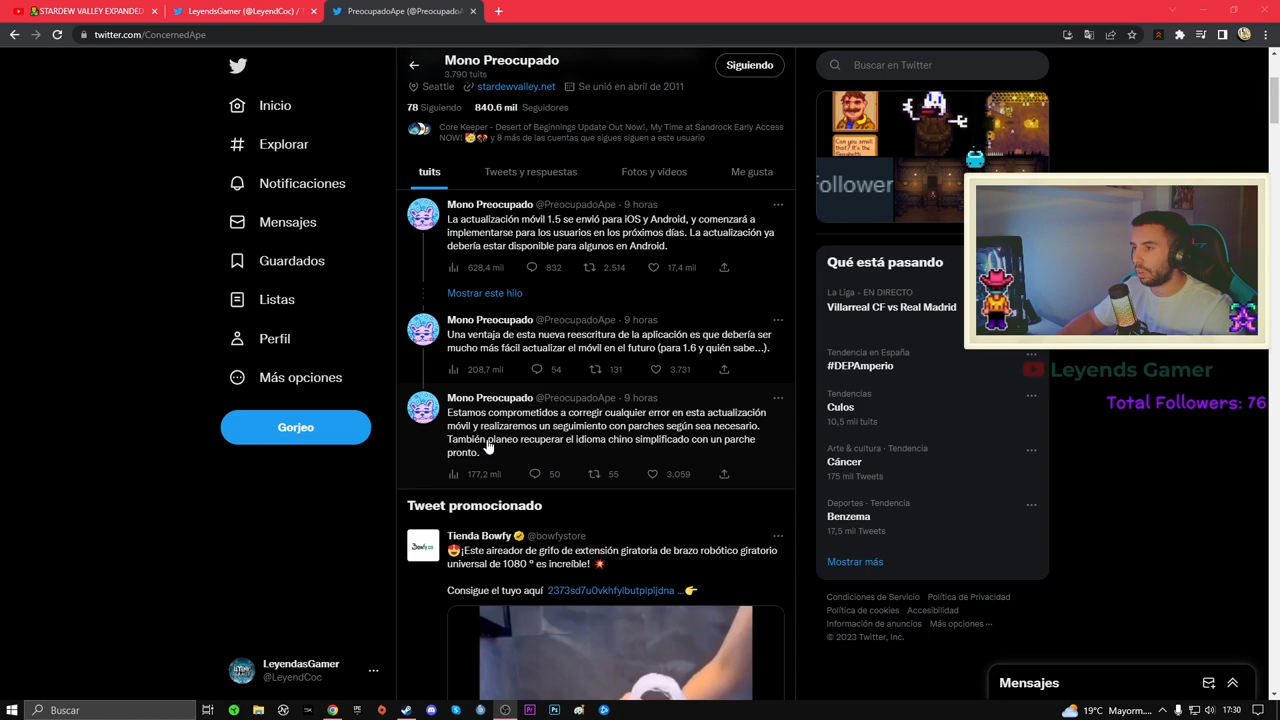 STARDEW VALLEY EXPANDED
LeyendsGamer (@LeyendCoc) / T
PreocupadoApe (@PreocupadoA
twitter.com/ConcernedApe
Mono Preocupado
3.790 tuits
Siguiendo
Buscar en Twitter
Seattle stardewvalley.net Se unió en abril de 2011
78 Siguiendo 840.6 mil Seguidores
Core Keeper - Desert of Beginnings Update Out Now!, My Time at Sandrock Early Access
NOW! y 8 más de las cuentas que sigues siguen a este usuario
tuits Tweets y respuestas Fotos y videos Me gusta
Inicio
Explorar
Notificaciones
Mensajes
Guardados
Listas
Perfil
Más opciones
Gorjeo
LeyendasGamer
@LeyendCoc
Mono Preocupado @PreocupadoApe · 9 horas
La actualización móvil 1.5 se envió para iOS y Android, y comenzará a
implementarse para los usuarios en los próximos días. La actualización ya
debería estar disponible para algunos en Android.
628,4 mil 832 2.514 17,4 mil
Mostrar este hilo
Mono Preocupado @PreocupadoApe · 9 horas
Una ventaja de esta nueva reescritura de la aplicación es que debería ser
mucho más fácil actualizar el móvil en el futuro (para 1.6 y quién sabe...).
208,7 mil 54 131 3.731
Mono Preocupado @PreocupadoApe · 9 horas
Estamos comprometidos a corregir cualquier error en esta actualización
móvil y realizaremos un seguimiento con parches según sea necesario.
También planeo recuperar el idioma chino simplificado con un parche
pronto.
177,2 mil 50 55 3.059
Tweet promocionado
Tienda Bowfy @bowfystore
¡Este aireador de grifo de extensión giratoria de brazo robótico giratorio
universal de 1080 º es increíble!
Consigue el tuyo aquí 2373sd7u0vkhfylbutplpijdna ...
follower
Qué está pasando
La Liga · EN DIRECTO
Villarreal CF vs Real Madrid
Tendencia en España
#DEPAmperio
Tendencias
Culos
10,5 mil tuits
Arte & cultura · Tendencia
Cáncer
175 mil Tweets
Deportes · Tendencia
Benzema
17,5 mil Tweets
Mostrar más
Condiciones de Servicio Política de Privacidad
Política de cookies Accesibilidad
Información de anuncios Más opciones ···
© 2023 Twitter, Inc.
Leyends Gamer
Total Followers: 76
Mensajes
Buscar
19°C Mayorm... 17:30